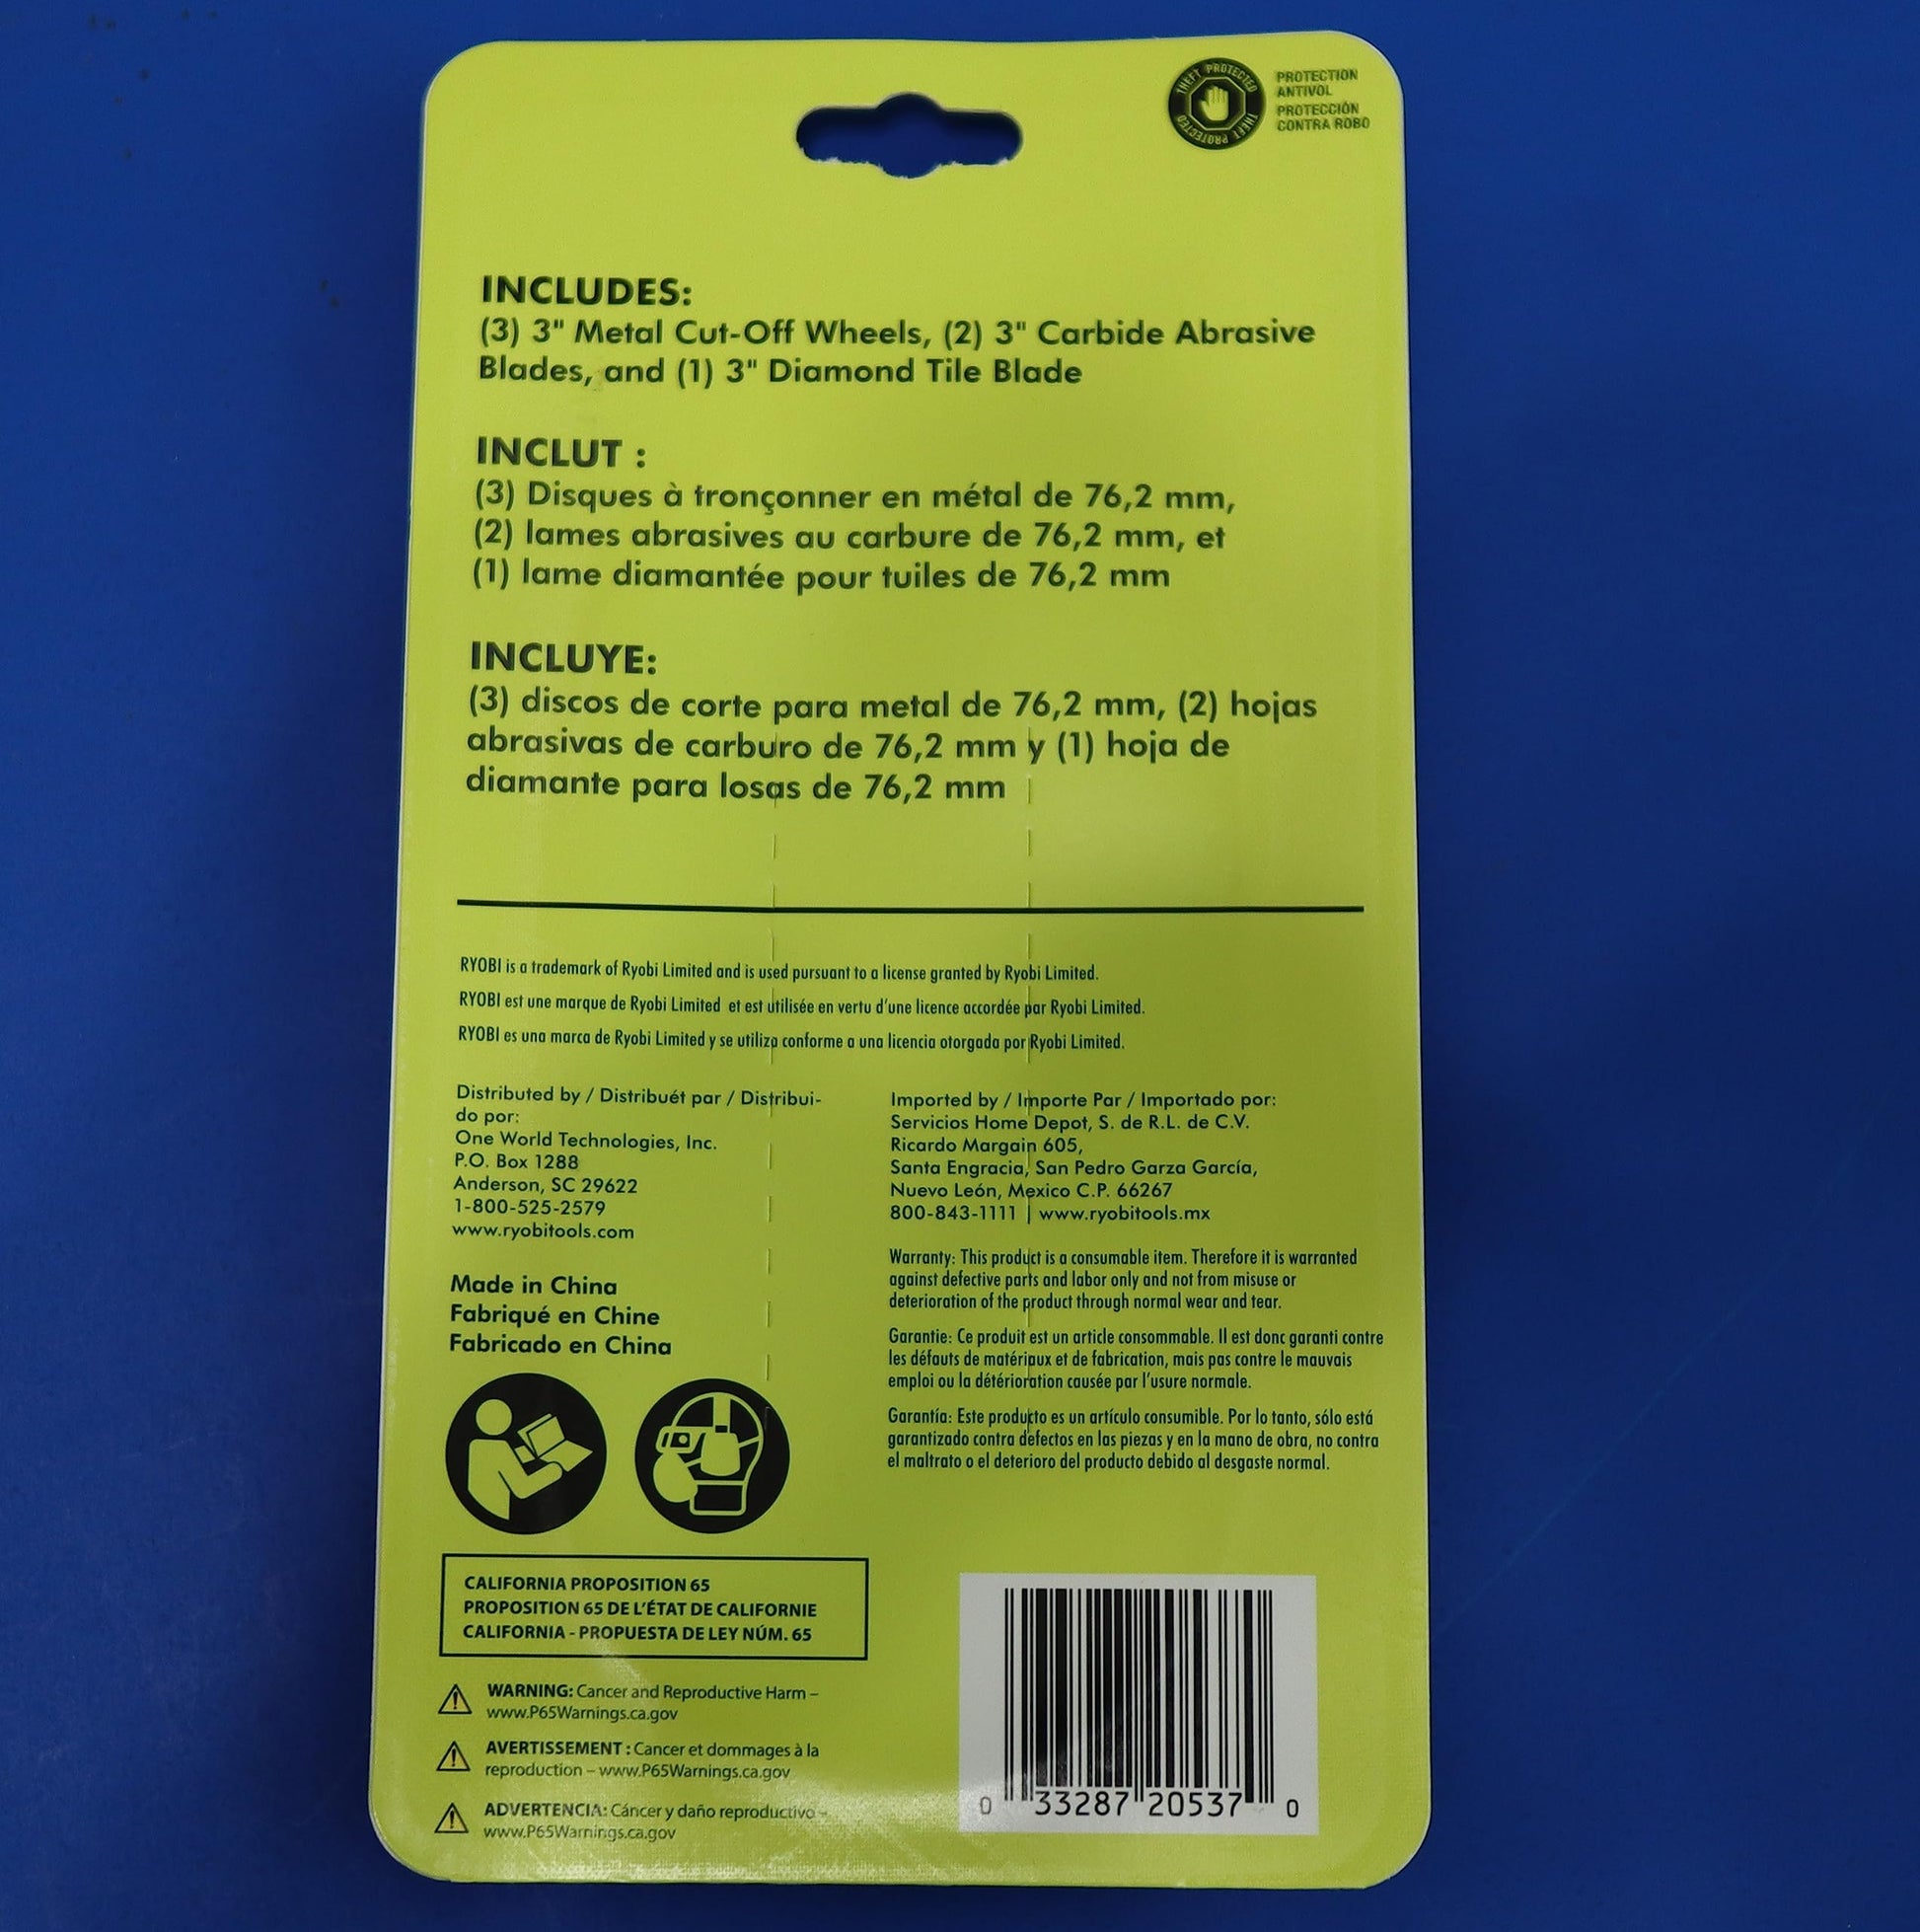 THEFT PROTECTED THEFT PROTECTED
PROTECTION
ANTIVOL
PROTECCIÓN
CONTRA ROBO
INCLUDES:
(3) 3" Metal Cut-Off Wheels, (2) 3" Carbide Abrasive
Blades, and (1) 3" Diamond Tile Blade
INCLUT :
(3) Disques à tronçonner en métal de 76,2 mm,
(2) lames abrasives au carbure de 76,2 mm, et
(1) lame diamantée pour tuiles de 76,2 mm
INCLUYE:
(3) discos de corte para metal de 76,2 mm, (2) hojas
abrasivas de carburo de 76,2 mm y (1) hoja de
diamante para losas de 76,2 mm
RYOBI is a trademark of Ryobi Limited and is used pursuant to a license granted by Ryobi Limited.
RYOBI est une marque de Ryobi Limited et est utilisée en vertu d'une licence accordée par Ryobi Limited.
RYOBI es una marca de Ryobi Limited y se utiliza conforme a una licencia otorgada por Ryobi Limited.
Distributed by / Distribuét par / Distribui-
do por:
One World Technologies, Inc.
P.O. Box 1288
Anderson, SC 29622
1-800-525-2579
www.ryobitools.com
Made in China
Fabriqué en Chine
Fabricado en China
Imported by / Importe Par / Importado por:
Servicios Home Depot, S. de R.L. de C.V.
Ricardo Margain 605,
Santa Engracia, San Pedro Garza García,
Nuevo León, Mexico C.P. 66267
800-843-1111 | www.ryobitools.mx
Warranty: This product is a consumable item. Therefore it is warranted
against defective parts and labor only and not from misuse or
deterioration of the product through normal wear and tear.
Garantie: Ce produit est un article consommable. Il est donc garanti contre
les défauts de matériaux et de fabrication, mais pas contre le mauvais
emploi ou la détérioration causée par l'usure normale.
Garantía: Este producto es un artículo consumible. Por lo tanto, sólo está
garantizado contra defectos en las piezas y en la mano de obra, no contra
el maltrato o el deterioro del producto debido al desgaste normal.
CALIFORNIA PROPOSITION 65
PROPOSITION 65 DE L'ÉTAT DE CALIFORNIE
CALIFORNIA - PROPUESTA DE LEY NÚM. 65
WARNING: Cancer and Reproductive Harm –
www.P65Warnings.ca.gov
AVERTISSEMENT : Cancer et dommages à la
reproduction – www.P65Warnings.ca.gov
ADVERTENCIA: Cáncer y daño reproductivo –
www.P65Warnings.ca.gov
0 33287 20537 0